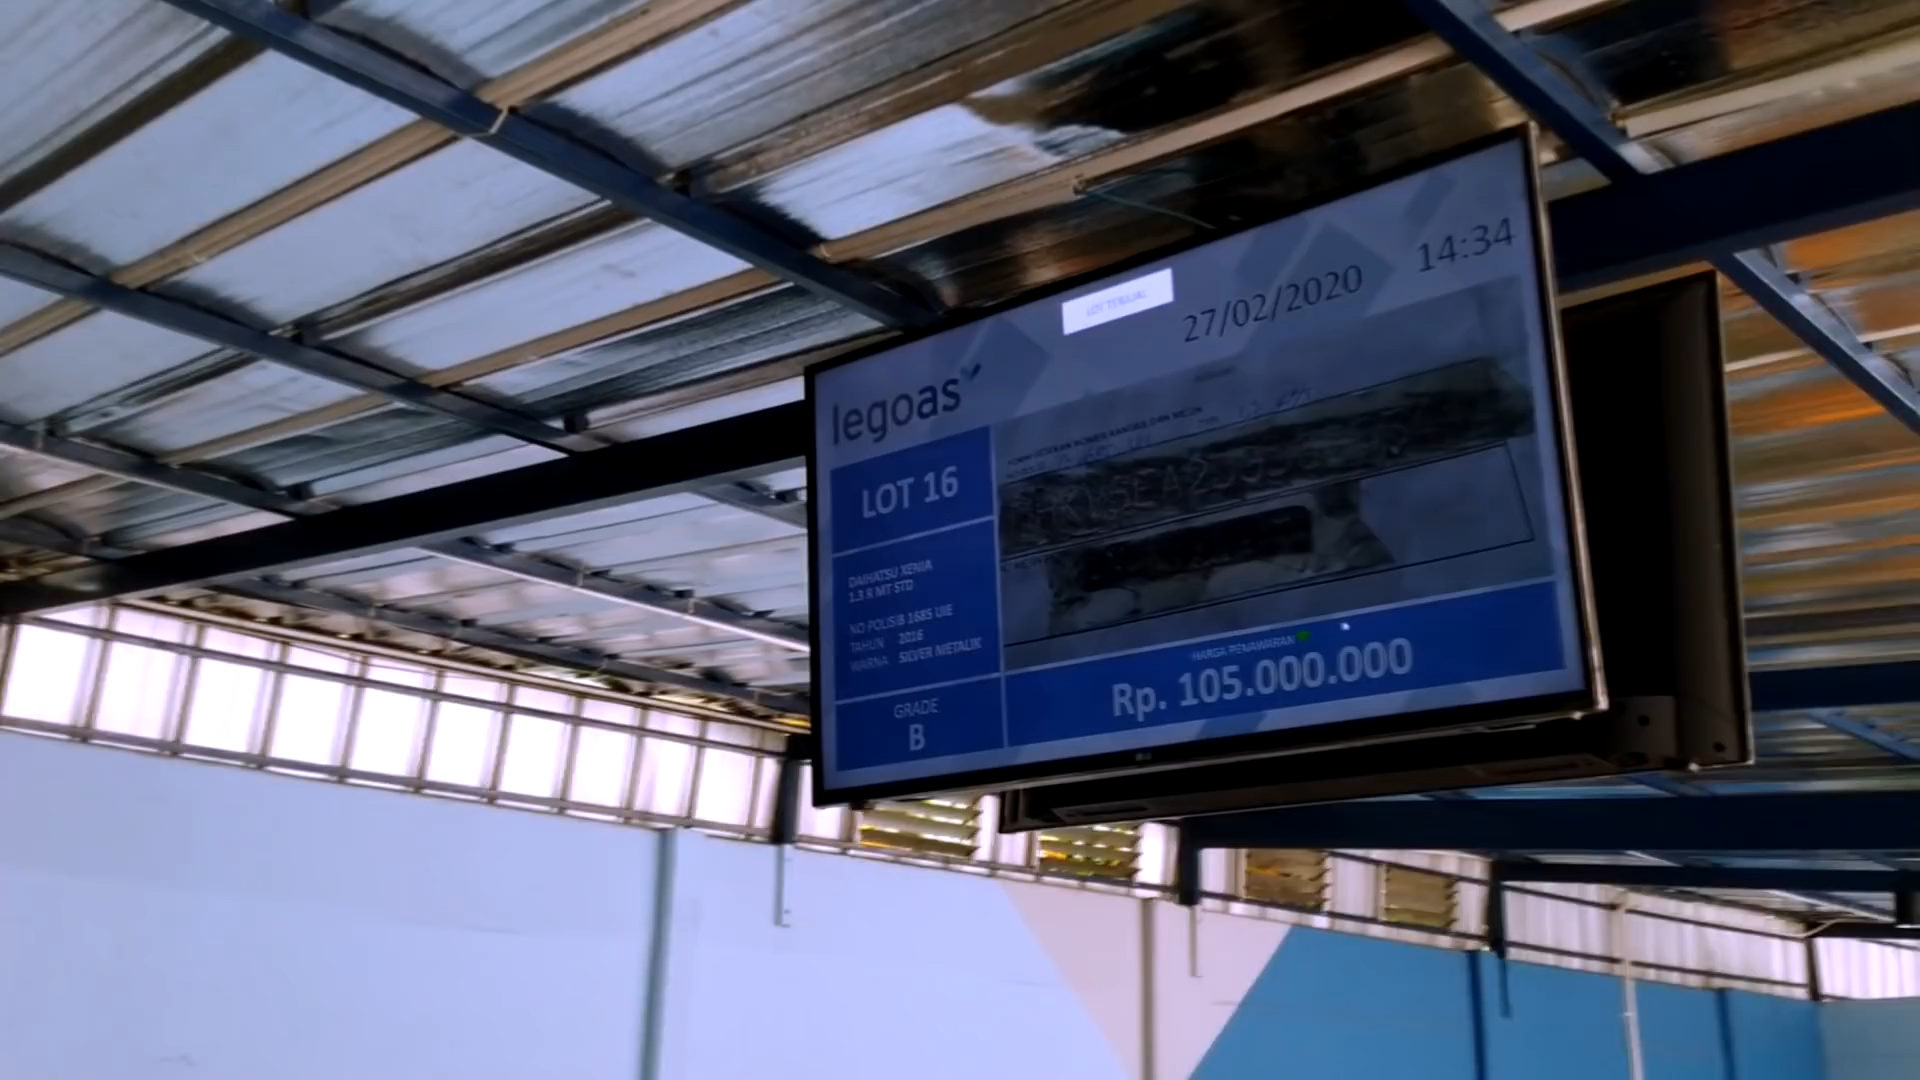 LOT TERJUAL
27/02/2020
14:34
legoas
LOT 16
DAIHATSU XENIA
1.3 R MT STD
NO POLISI B 1685 UIE
TAHUN 2016
WARNA SILVER METALIK
GRADE
B
HARGA PENAWARAN
Rp. 105.000.000